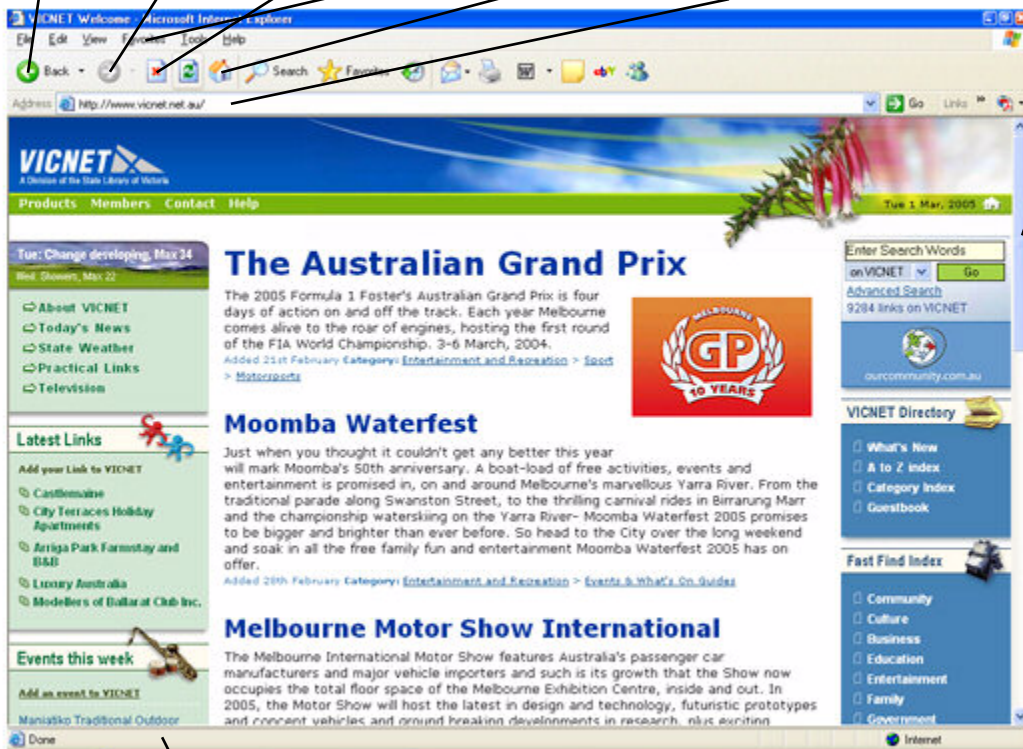 VICNET Welcome - Microsoft Internet Explorer
File Edit View Favorites Tools Help
Back Search Favorites
Address http://www.vicnet.net.au/ Go Links
VICNET
A Division of the State Library of Victoria
Products Members Contact Help
Tue 1 Mar, 2005
Tue: Change developing, Max 34
Wed: Showers, Max 22
About VICNET
Today's News
State Weather
Practical Links
Television
Latest Links
Add your Link to VICNET
Castlemaine
City Terraces Holiday
Apartments
Arriga Park Farmstay and
B&B
Luxury Australia
Modellers of Ballarat Club Inc.
Events this week
Add an event to VICNET
Maniatiko Traditional Outdoor
The Australian Grand Prix
The 2005 Formula 1 Foster's Australian Grand Prix is four
days of action on and off the track. Each year Melbourne
comes alive to the roar of engines, hosting the first round
of the FIA World Championship. 3-6 March, 2004.
Added 21st February Category: Entertainment and Recreation > Sport
> Motorsports
MELBOURNE
GP
10 YEARS
Moomba Waterfest
Just when you thought it couldn't get any better this year
will mark Moomba's 50th anniversary. A boat-load of free activities, events and
entertainment is promised in, on and around Melbourne's marvellous Yarra River. From the
traditional parade along Swanston Street, to the thrilling carnival rides in Birrarung Marr
and the championship waterskiing on the Yarra River- Moomba Waterfest 2005 promises
to be bigger and brighter than ever before. So head to the City over the long weekend
and soak in all the free family fun and entertainment Moomba Waterfest 2005 has on
offer.
Added 28th February Category: Entertainment and Recreation > Events & What's On Guides
Melbourne Motor Show International
The Melbourne International Motor Show features Australia's passenger car
manufacturers and major vehicle importers and such is its growth that the Show now
occupies the total floor space of the Melbourne Exhibition Centre, inside and out. In
2005, the Motor Show will host the latest in design and technology, futuristic prototypes
and concept vehicles and ground breaking developments in research, plus exciting
Enter Search Words
on VICNET Go
Advanced Search
9284 links on VICNET
ourcommunity.com.au
VICNET Directory
What's New
A to Z index
Category Index
Guestbook
Fast Find Index
Community
Culture
Business
Education
Entertainment
Family
Government
Done Internet